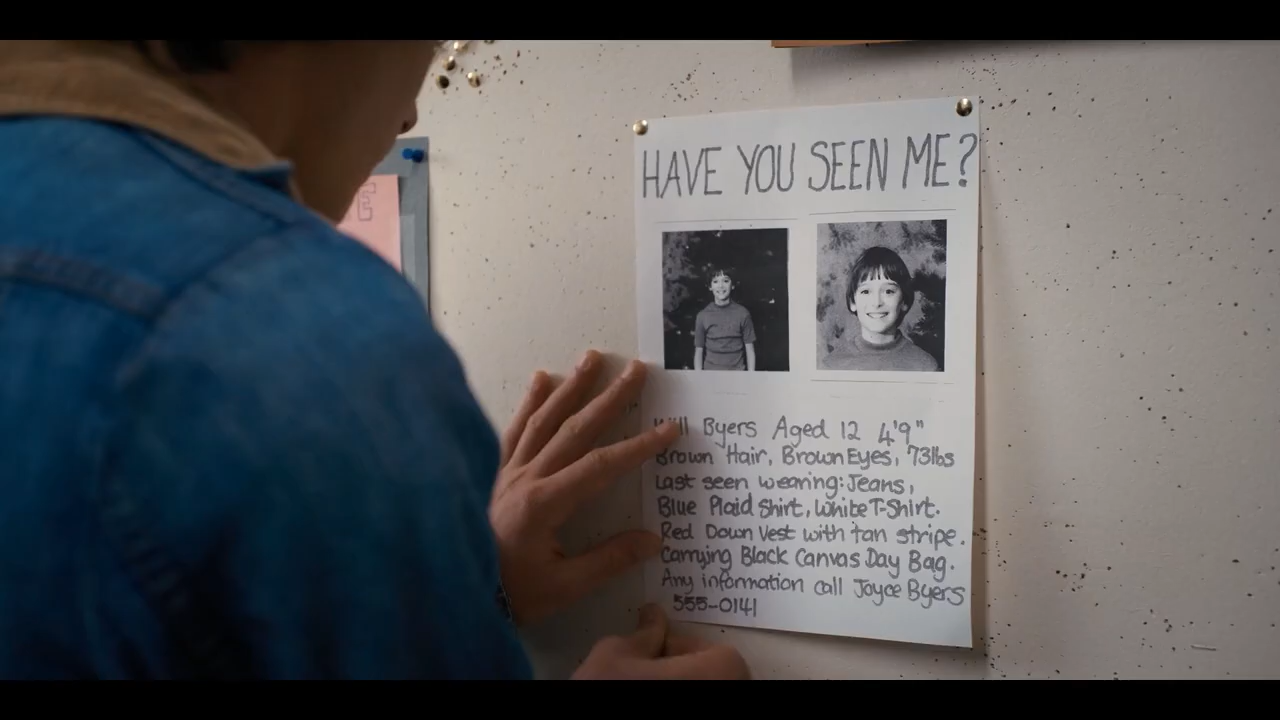 HAVE YOU SEEN ME?
Will Byers Aged 12 4'9"
Brown Hair, Brown Eyes, 73lbs
Last seen wearing: Jeans,
Blue Plaid Shirt, White T-Shirt.
Red Down Vest with tan stripe.
Carrying Black Canvas Day Bag.
Any information call Joyce Byers
555-0141